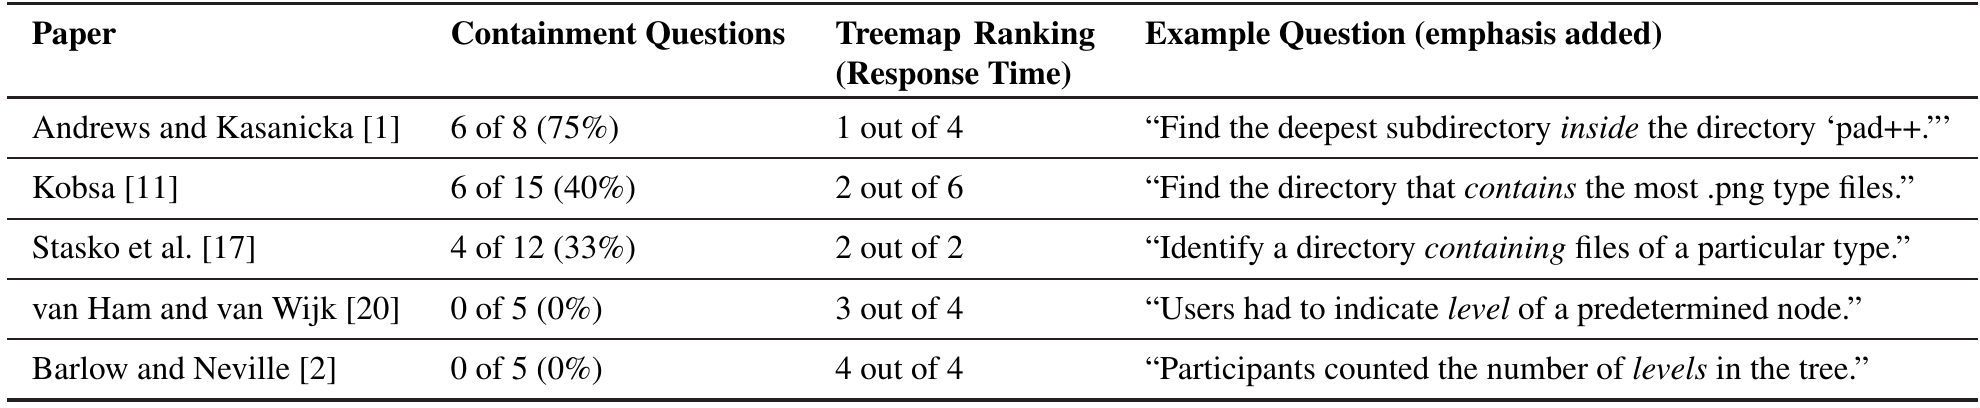 Paper Containment Questions Treemap Ranking Example Question (emphasis added)
(Response Time)
Andrews and Kasanicka [1] 6 of 8 (75%) 1 out of 4 “Find the deepest subdirectory inside the directory ‘pad++.”’
Kobsa [11] 6 of 15 (40%) 2 out of 6 “Find the directory that contains the most .png type files.”
Stasko et al. [17] 4 of 12 (33%) 2 out of 2 “Identify a directory containing files of a particular type.”
van Ham and van Wijk [20] 0 of 5 (0%) 3 out of 4 “Users had to indicate level of a predetermined node.”
Barlow and Neville [2] 0 of 5 (0%) 4 out of 4 “Participants counted the number of levels in the tree.”